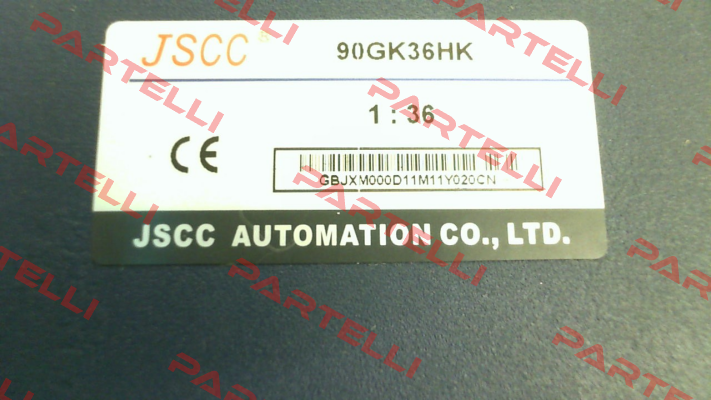 JSCC 90GK36HK
1 : 36
CE
GBJXM000D11M11Y020CN
JSCC AUTOMATION CO., LTD.
PARTELLI